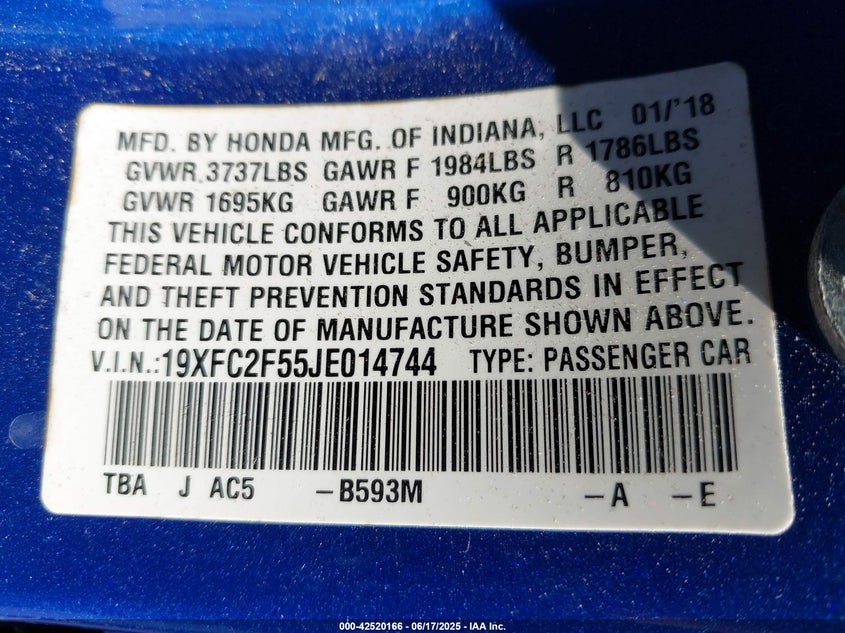 MFD. BY HONDA MFG. OF INDIANA, LLC 01/'18
GVWR 3737LBS GAWR F 1984LBS R 1786LBS
GVWR 1695KG GAWR F 900KG R 810KG
THIS VEHICLE CONFORMS TO ALL APPLICABLE
FEDERAL MOTOR VEHICLE SAFETY, BUMPER,
AND THEFT PREVENTION STANDARDS IN EFFECT
ON THE DATE OF MANUFACTURE SHOWN ABOVE.
V.I.N.:19XFC2F55JE014744 TYPE: PASSENGER CAR
TBA J AC5 -B593M -A -E
000-42520166 - 06/17/2025 - IAA Inc.